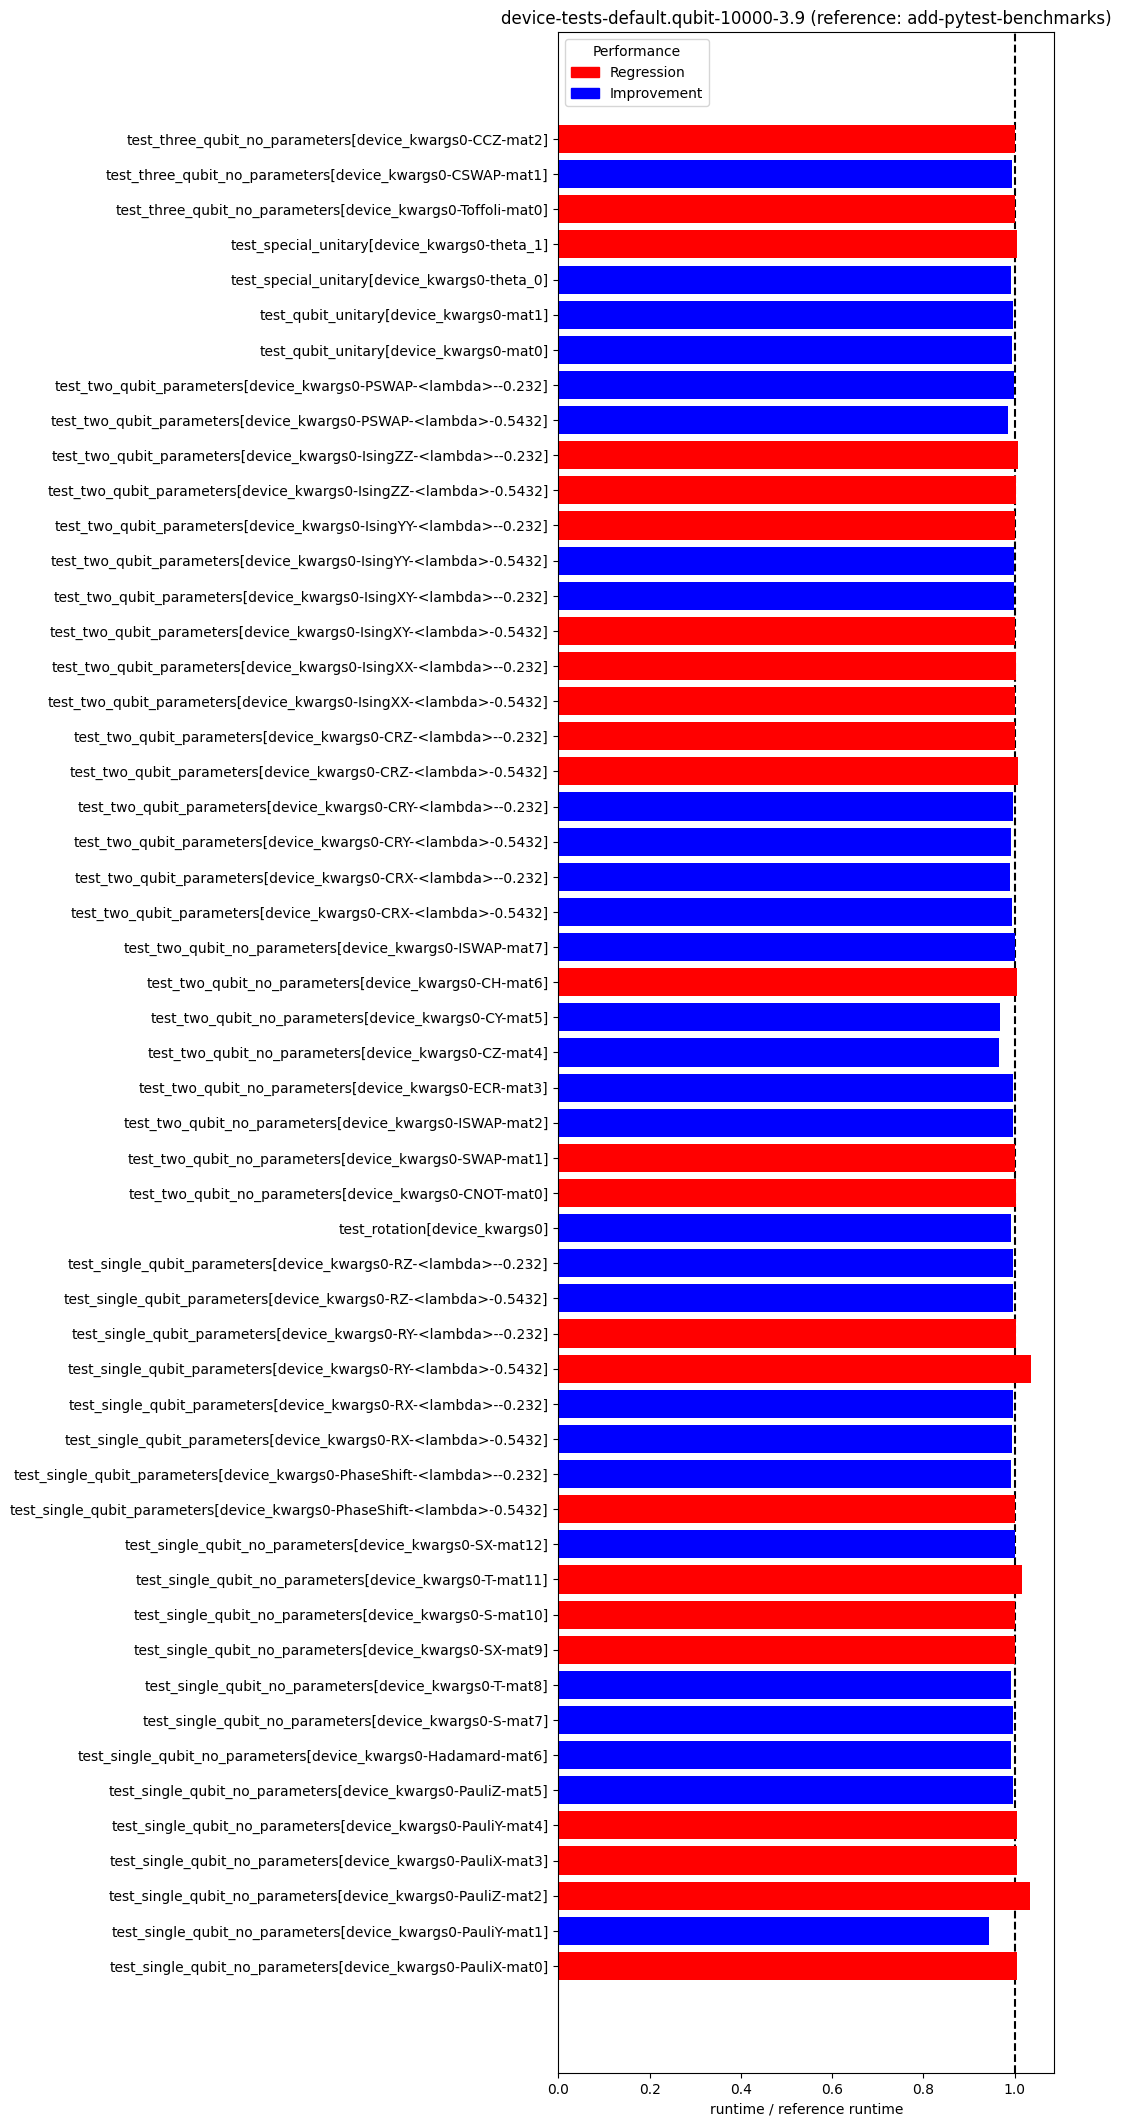 device-tests-default.qubit-10000-3.9 (reference: add-pytest-benchmarks)
Performance
Regression
Improvement
test_three_qubit_no_parameters[device_kwargs0-CCZ-mat2]
test_three_qubit_no_parameters[device_kwargs0-CSWAP-mat1]
test_three_qubit_no_parameters[device_kwargs0-Toffoli-mat0]
test_special_unitary[device_kwargs0-theta_1]
test_special_unitary[device_kwargs0-theta_0]
test_qubit_unitary[device_kwargs0-mat1]
test_qubit_unitary[device_kwargs0-mat0]
test_two_qubit_parameters[device_kwargs0-PSWAP-<lambda>--0.232]
test_two_qubit_parameters[device_kwargs0-PSWAP-<lambda>-0.5432]
test_two_qubit_parameters[device_kwargs0-IsingZZ-<lambda>--0.232]
test_two_qubit_parameters[device_kwargs0-IsingZZ-<lambda>-0.5432]
test_two_qubit_parameters[device_kwargs0-IsingYY-<lambda>--0.232]
test_two_qubit_parameters[device_kwargs0-IsingYY-<lambda>-0.5432]
test_two_qubit_parameters[device_kwargs0-IsingXY-<lambda>--0.232]
test_two_qubit_parameters[device_kwargs0-IsingXY-<lambda>-0.5432]
test_two_qubit_parameters[device_kwargs0-IsingXX-<lambda>--0.232]
test_two_qubit_parameters[device_kwargs0-IsingXX-<lambda>-0.5432]
test_two_qubit_parameters[device_kwargs0-CRZ-<lambda>--0.232]
test_two_qubit_parameters[device_kwargs0-CRZ-<lambda>-0.5432]
test_two_qubit_parameters[device_kwargs0-CRY-<lambda>--0.232]
test_two_qubit_parameters[device_kwargs0-CRY-<lambda>-0.5432]
test_two_qubit_parameters[device_kwargs0-CRX-<lambda>--0.232]
test_two_qubit_parameters[device_kwargs0-CRX-<lambda>-0.5432]
test_two_qubit_no_parameters[device_kwargs0-ISWAP-mat7]
test_two_qubit_no_parameters[device_kwargs0-CH-mat6]
test_two_qubit_no_parameters[device_kwargs0-CY-mat5]
test_two_qubit_no_parameters[device_kwargs0-CZ-mat4]
test_two_qubit_no_parameters[device_kwargs0-ECR-mat3]
test_two_qubit_no_parameters[device_kwargs0-ISWAP-mat2]
test_two_qubit_no_parameters[device_kwargs0-SWAP-mat1]
test_two_qubit_no_parameters[device_kwargs0-CNOT-mat0]
test_rotation[device_kwargs0]
test_single_qubit_parameters[device_kwargs0-RZ-<lambda>--0.232]
test_single_qubit_parameters[device_kwargs0-RZ-<lambda>-0.5432]
test_single_qubit_parameters[device_kwargs0-RY-<lambda>--0.232]
test_single_qubit_parameters[device_kwargs0-RY-<lambda>-0.5432]
test_single_qubit_parameters[device_kwargs0-RX-<lambda>--0.232]
test_single_qubit_parameters[device_kwargs0-RX-<lambda>-0.5432]
test_single_qubit_parameters[device_kwargs0-PhaseShift-<lambda>--0.232]
test_single_qubit_parameters[device_kwargs0-PhaseShift-<lambda>-0.5432]
test_single_qubit_no_parameters[device_kwargs0-SX-mat12]
test_single_qubit_no_parameters[device_kwargs0-T-mat11]
test_single_qubit_no_parameters[device_kwargs0-S-mat10]
test_single_qubit_no_parameters[device_kwargs0-SX-mat9]
test_single_qubit_no_parameters[device_kwargs0-T-mat8]
test_single_qubit_no_parameters[device_kwargs0-S-mat7]
test_single_qubit_no_parameters[device_kwargs0-Hadamard-mat6]
test_single_qubit_no_parameters[device_kwargs0-PauliZ-mat5]
test_single_qubit_no_parameters[device_kwargs0-PauliY-mat4]
test_single_qubit_no_parameters[device_kwargs0-PauliX-mat3]
test_single_qubit_no_parameters[device_kwargs0-PauliZ-mat2]
test_single_qubit_no_parameters[device_kwargs0-PauliY-mat1]
test_single_qubit_no_parameters[device_kwargs0-PauliX-mat0]
0.0 0.2 0.4 0.6 0.8 1.0
runtime / reference runtime